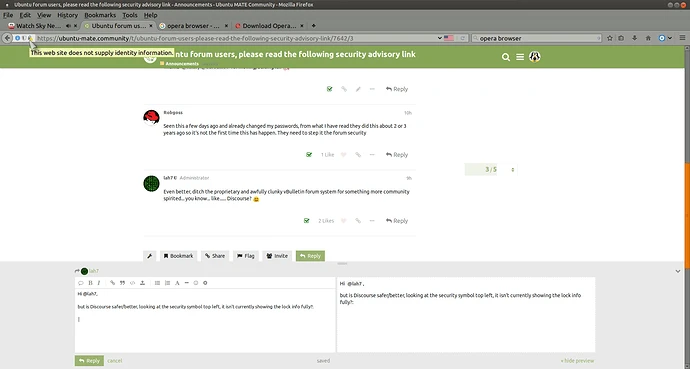 Ubuntu forum users, please read the following security advisory link - Announcements - Ubuntu MATE Community - Mozilla Firefox
File Edit View History Bookmarks Tools Help
Watch Sky Ne
Ubuntu forum us
opera browser -
Download Opera
https://ubuntu-mate.community/t/ubuntu-forum-users-please-read-the-following-security-advisory-link/7642/3
opera browser
This web site does not supply identity information.
buntu forum users, please read the following security advisory link
Announcements
Reply
Robgoss
10h
Seen this a few days ago and already changed my passwords, from what I have read they did this about 2 or 3
years ago so it's not the first time this has happen. They need to step it the forum security
1 Like
Reply
lah7
Administrator
Even better, ditch the proprietary and awfully clunky vBulletin forum system for something more community
spirited... you know... like...... Discourse?
2 Likes
Reply
3 / 5
Bookmark
Share
Flag
Invite
Reply
lah7
Hi @lah7,
but is Discourse safer/better, looking at the security symbol top left, it isn't currently showing the lock info
fully?:
Hi @lah7 ,
but is Discourse safer/better, looking at the security symbol top left, it isn't currently showing the lock info
fully?:
Reply
cancel
saved
« hide preview